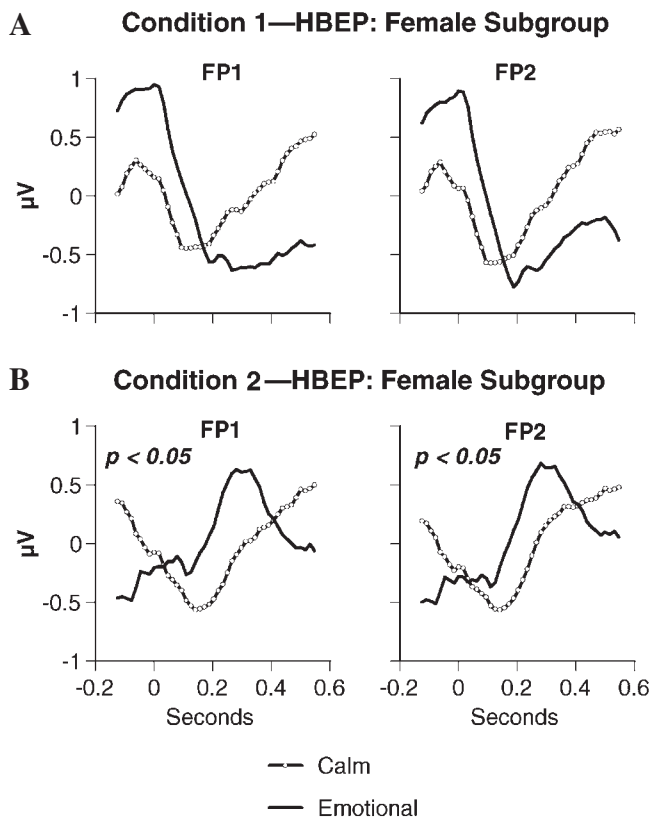 A Condition 1—HBEP: Female Subgroup
FP1 FP2
1
0.5
0
-0.5
-1
µV
B Condition 2—HBEP: Female Subgroup
FP1 FP2
p < 0.05 p < 0.05
1
0.5
0
-0.5
-1
µV
-0.2 0 0.2 0.4 0.6 -0.2 0 0.2 0.4 0.6
Seconds Seconds
Calm
Emotional